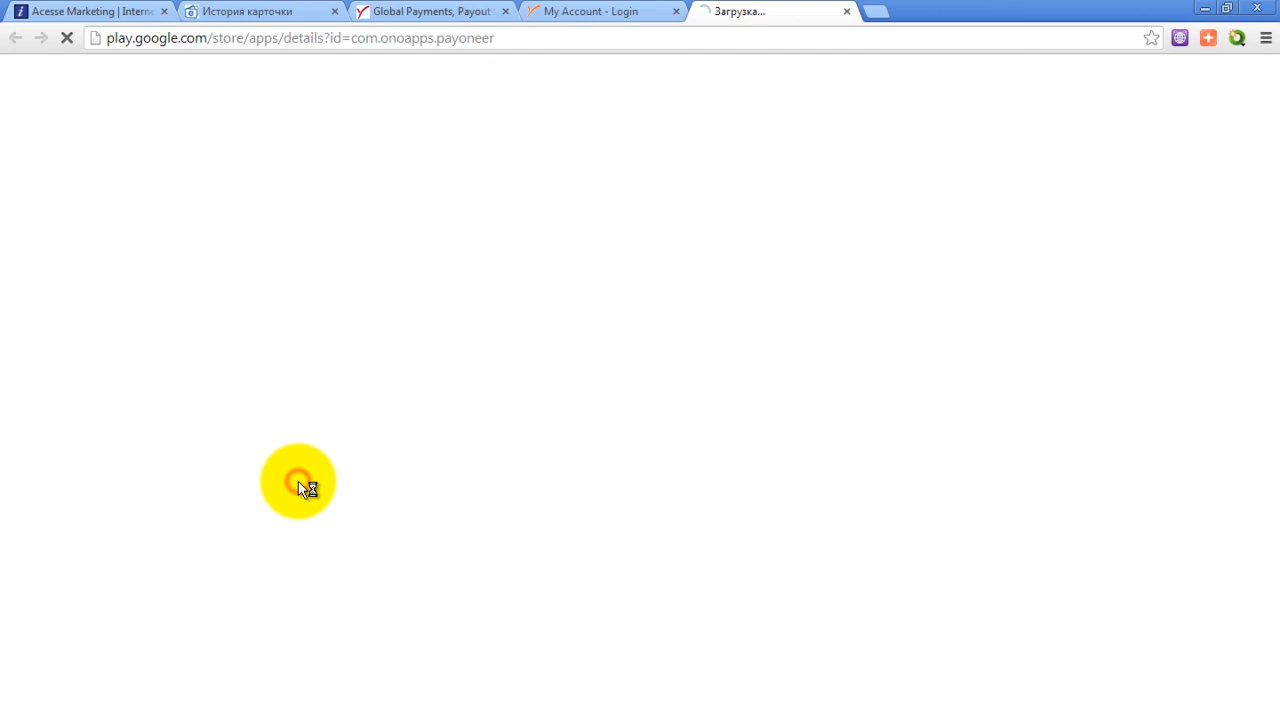 Acesse Marketing | Intern
История карточки
Global Payments, Payout
My Account - Login
Загрузка...
play.google.com/store/apps/details?id=com.onoapps.payoneer